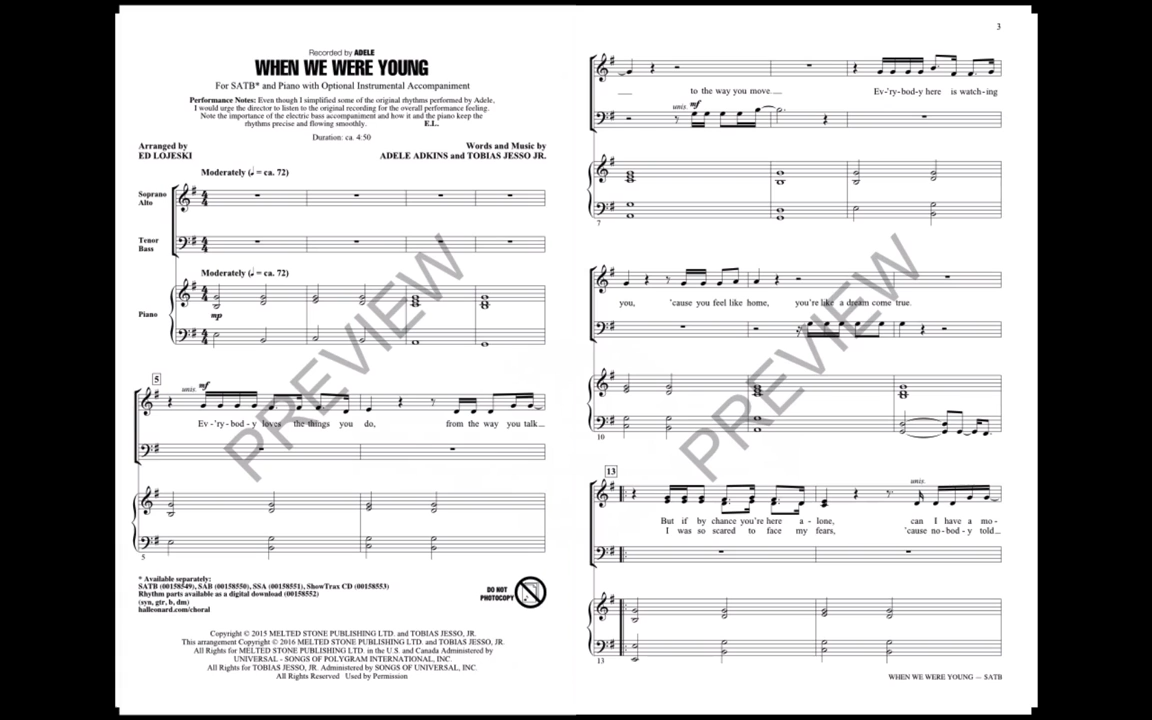 Recorded by ADELE
WHEN WE WERE YOUNG
For SATB* and Piano with Optional Instrumental Accompaniment
Performance Notes: Even though I simplified some of the original rhythms performed by Adele,
I would urge the director to listen to the original recording for the overall performance feeling.
Note the importance of the electric bass accompaniment and how it and the piano keep the
rhythms precise and flowing smoothly. E.L.
Duration: ca. 4:50
Arranged by
ED LOJESKI
Words and Music by
ADELE ADKINS and TOBIAS JESSO JR.
Moderately (♩ = ca. 72)
Soprano
Alto
Tenor
Bass
Moderately (♩ = ca. 72)
Piano
mp
PREVIEW
5
unis. mf
Ev-'ry-bod-y loves the things you do, from the way you talk
5
* Available separately:
SATB (00158549), SAB (00158550), SSA (00158551), ShowTrax CD (00158553)
Rhythm parts available as a digital download (00158552)
(syn, gtr, b, dm)
halleonard.com/choral
DO NOT
PHOTOCOPY
Copyright © 2015 MELTED STONE PUBLISHING LTD. and TOBIAS JESSO, JR.
This arrangement Copyright © 2016 MELTED STONE PUBLISHING LTD. and TOBIAS JESSO, JR.
All Rights for MELTED STONE PUBLISHING LTD. in the U.S. and Canada Administered by
UNIVERSAL - SONGS OF POLYGRAM INTERNATIONAL, INC.
All Rights for TOBIAS JESSO, JR. Administered by SONGS OF UNIVERSAL, INC.
All Rights Reserved Used by Permission
3
to the way you move. Ev-'ry-bod-y here is watch-ing
unis. mf
7
you, 'cause you feel like home, you're like a dream come true.
PREVIEW
10
13
unis.
But if by chance you're here a-lone, can I have a mo-
I was so scared to face my fears, 'cause no-bod-y told
13
WHEN WE WERE YOUNG — SATB